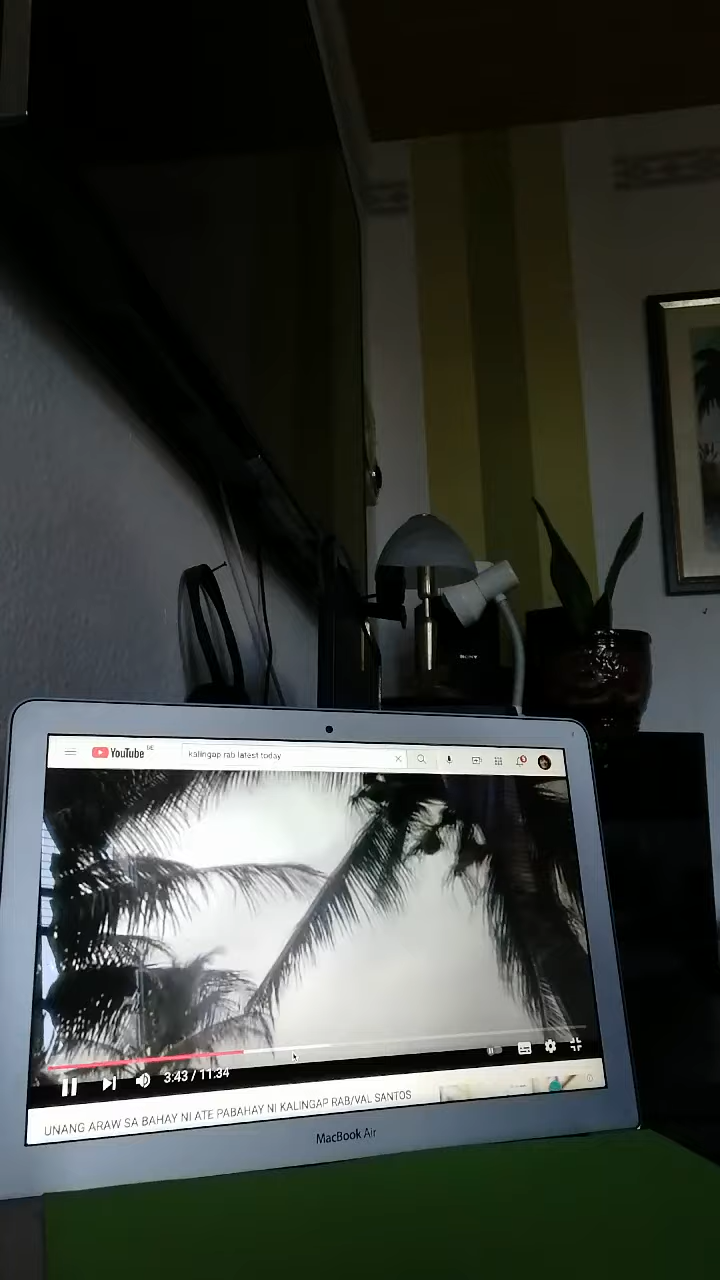 SONY
YouTube
kalingap rab latest today
3:43 / 11:34
UNANG ARAW SA BAHAY NI ATE PABAHAY NI KALINGAP RAB/VAL SANTOS
MacBook Air